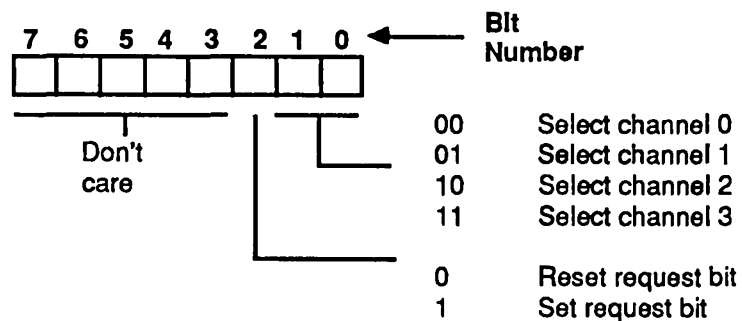 7 6 5 4 3 2 1 0
Bit
Number
Don't
care
00 Select channel 0
01 Select channel 1
10 Select channel 2
11 Select channel 3
0 Reset request bit
1 Set request bit